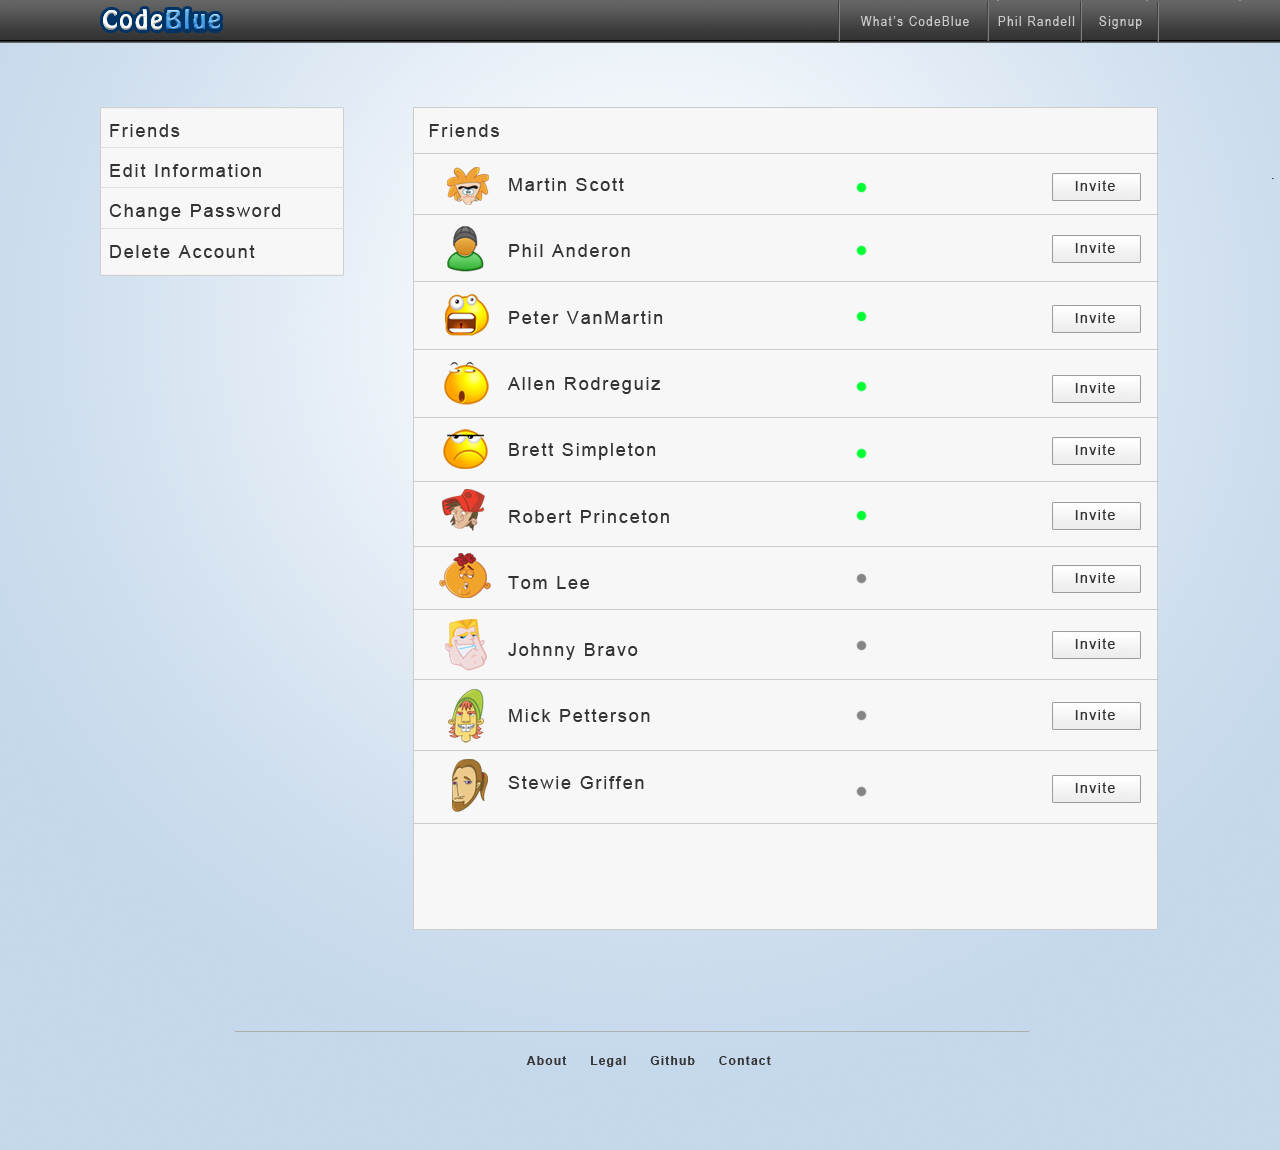 CodeBlue
What's CodeBlue
Phil Randell
Signup
Friends
Edit Information
Change Password
Delete Account
Friends
Martin Scott
Invite
Phil Anderon
Invite
Peter VanMartin
Invite
Allen Rodreguiz
Invite
Brett Simpleton
Invite
Robert Princeton
Invite
Tom Lee
Invite
Johnny Bravo
Invite
Mick Petterson
Invite
Stewie Griffen
Invite
About
Legal
Github
Contact